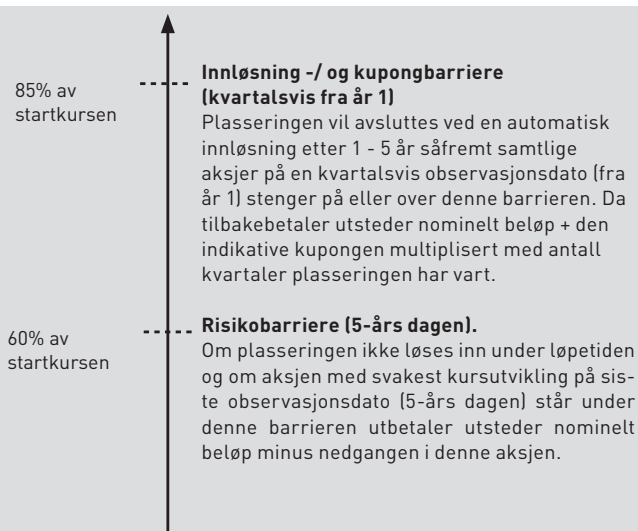 85% av
startkursen
Innløsning -/ og kupongbarriere
(kvartalsvis fra år 1)
Plasseringen vil avsluttes ved en automatisk
innløsning etter 1 - 5 år såfremt samtlige
aksjer på en kvartalsvis observasjonsdato (fra
år 1) stenger på eller over denne barrieren. Da
tilbakebetaler utsteder nominelt beløp + den
indikative kupongen multiplisert med antall
kvartaler plasseringen har vart.
60% av
startkursen
Risikobarriere (5-års dagen).
Om plasseringen ikke løses inn under løpetiden
og om aksjen med svakest kursutvikling på sis-
te observasjonsdato (5-års dagen) står under
denne barrieren utbetaler utsteder nominelt
beløp minus nedgangen i denne aksjen.